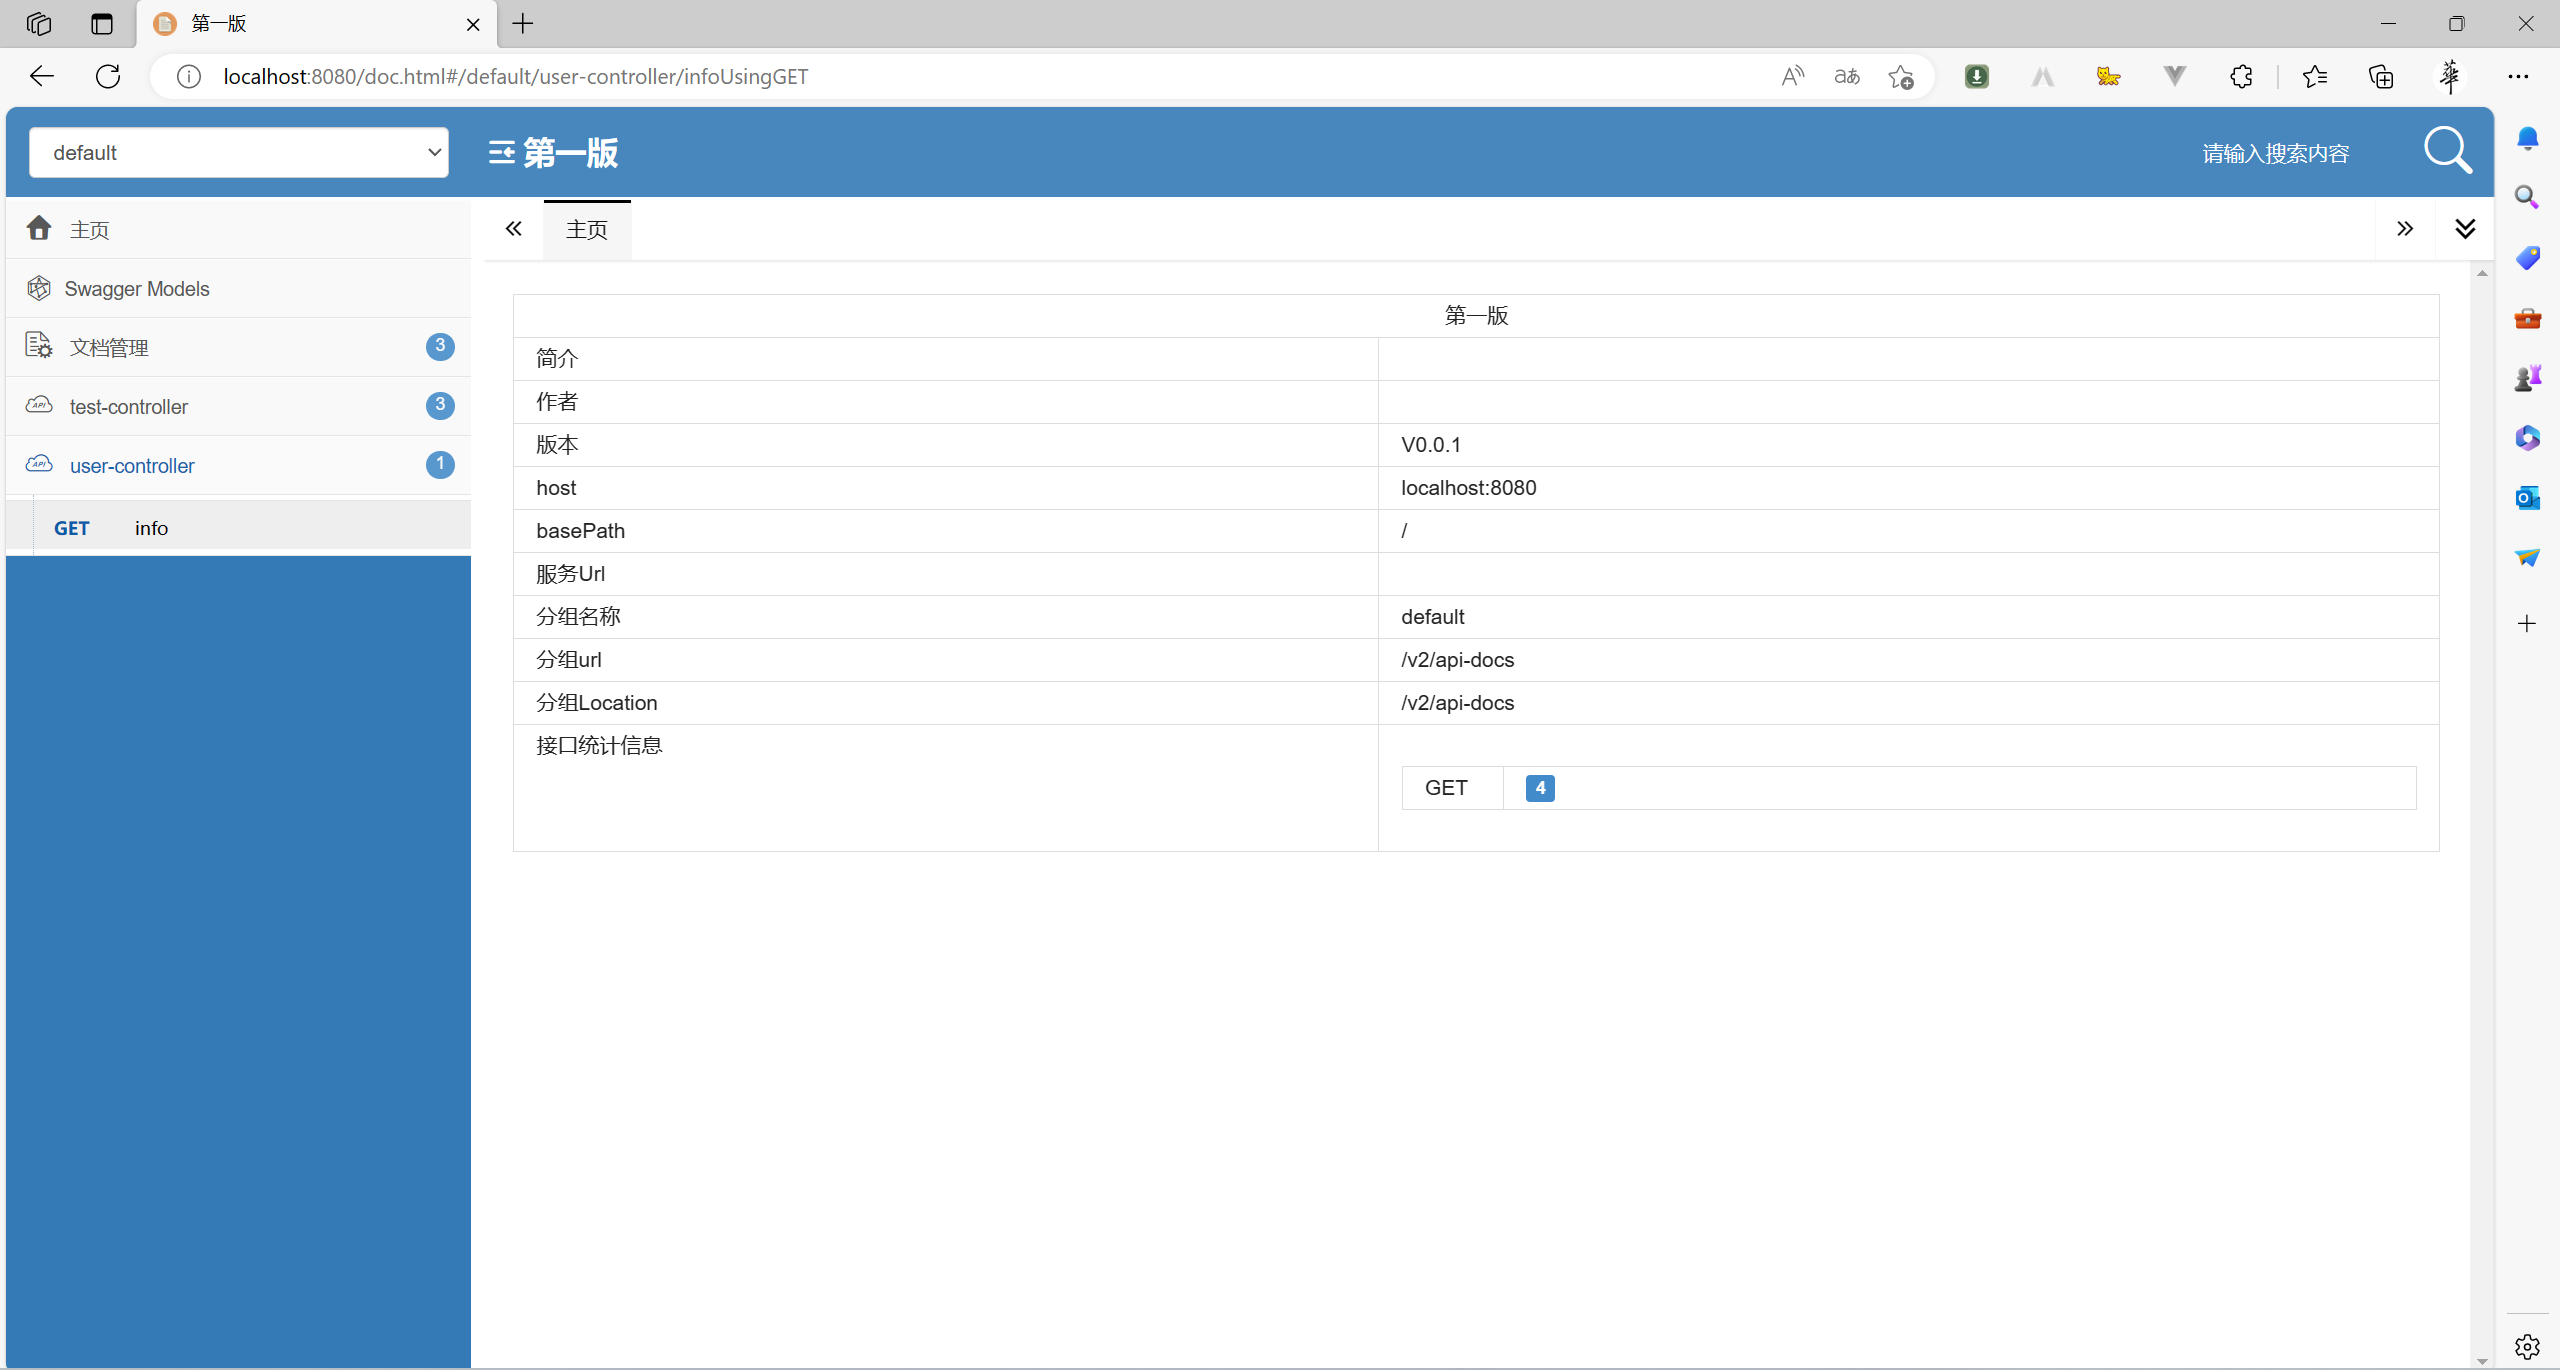 第一版
localhost:8080/doc.html#/default/user-controller/infoUsingGET
default
第一版
请输入搜索内容
主页
主页
Swagger Models
文档管理 3
test-controller 3
user-controller 1
GET info
第一版
简介
作者
版本 V0.0.1
host localhost:8080
basePath /
服务Url
分组名称 default
分组url /v2/api-docs
分组Location /v2/api-docs
接口统计信息
GET 4